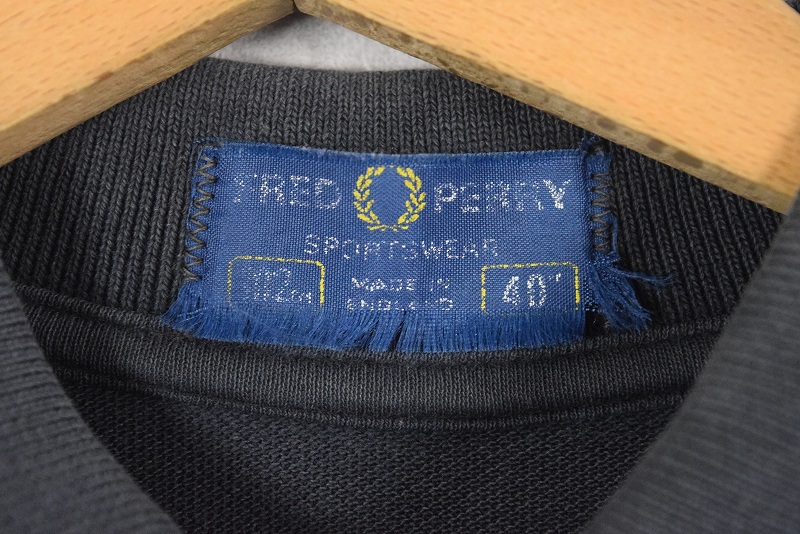 FRED PERRY
SPORTSWEAR
MADE IN
ENGLAND
40"